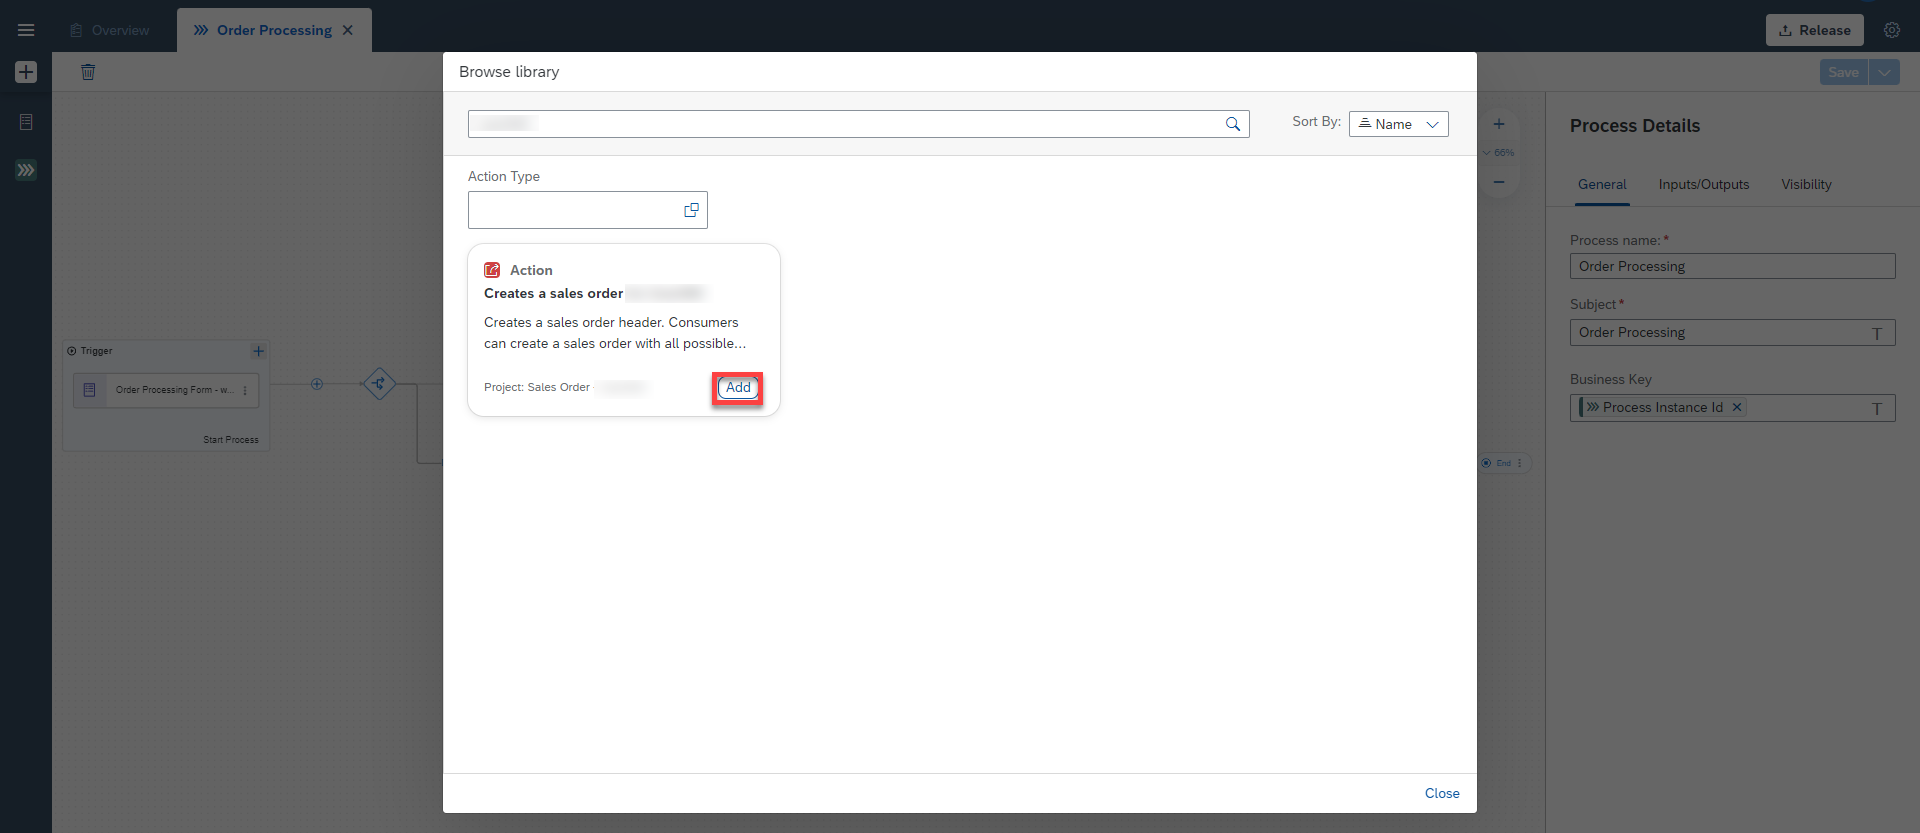 Overview
Order Processing
Release
Save
Browse library
Sort By:
Name
Action Type
Action
Creates a sales order
Creates a sales order header. Consumers
can create a sales order with all possible...
Project: Sales Order
Add
Close
Trigger
Order Processing Form - w...
Start Process
66%
End
Process Details
General
Inputs/Outputs
Visibility
Process name:*
Order Processing
Subject*
Order Processing
Business Key
Process Instance Id